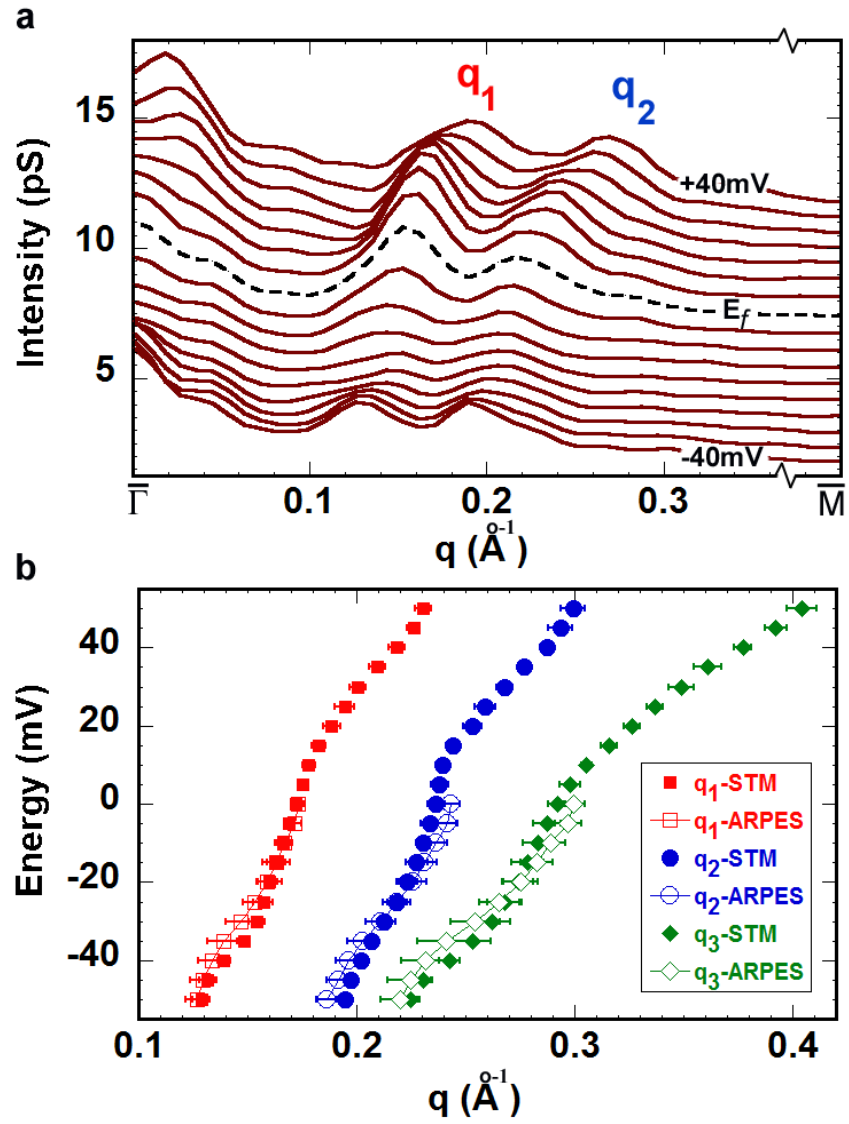 a
15
10
5
Intensity (pS)
q1
q2
+40mV
Ef
-40mV
Γ̅
0.1
0.2
0.3
M̅
q (Å-1)
b
40
20
0
-20
-40
Energy (mV)
q1-STM
q1-ARPES
q2-STM
q2-ARPES
q3-STM
q3-ARPES
0.1
0.2
0.3
0.4
q (Å-1)